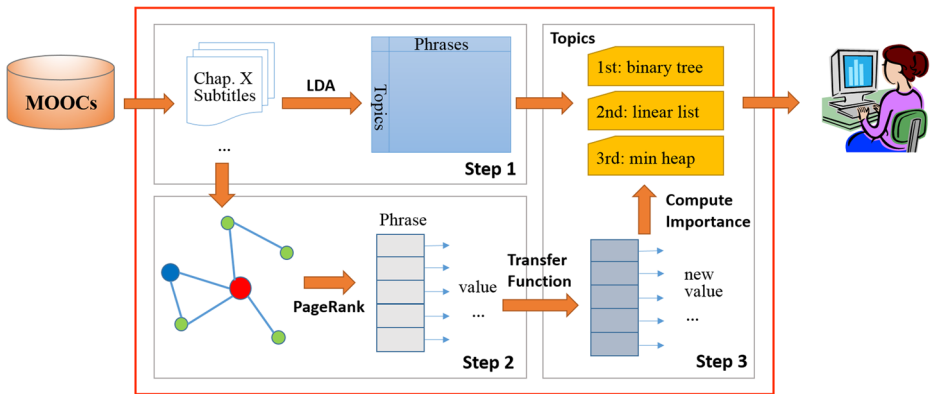 MOOCs
Chap. X
Subtitles
...
LDA
Phrases
Topics
Step 1
Topics
1st: binary tree
2nd: linear list
3rd: min heap
Compute
Importance
PageRank
Phrase
value
...
Step 2
Transfer
Function
new
value
...
Step 3